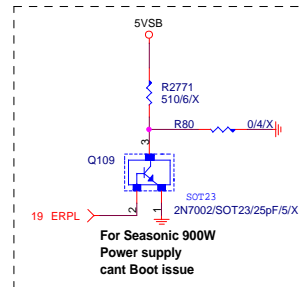 5VSB
R2771
510/6/X
R80 0/4/X
3
Q109
SOT23
2N7002/SOT23/25pF/5/X
19 ERPL
2
1
For Seasonic 900W
Power supply
cant Boot issue